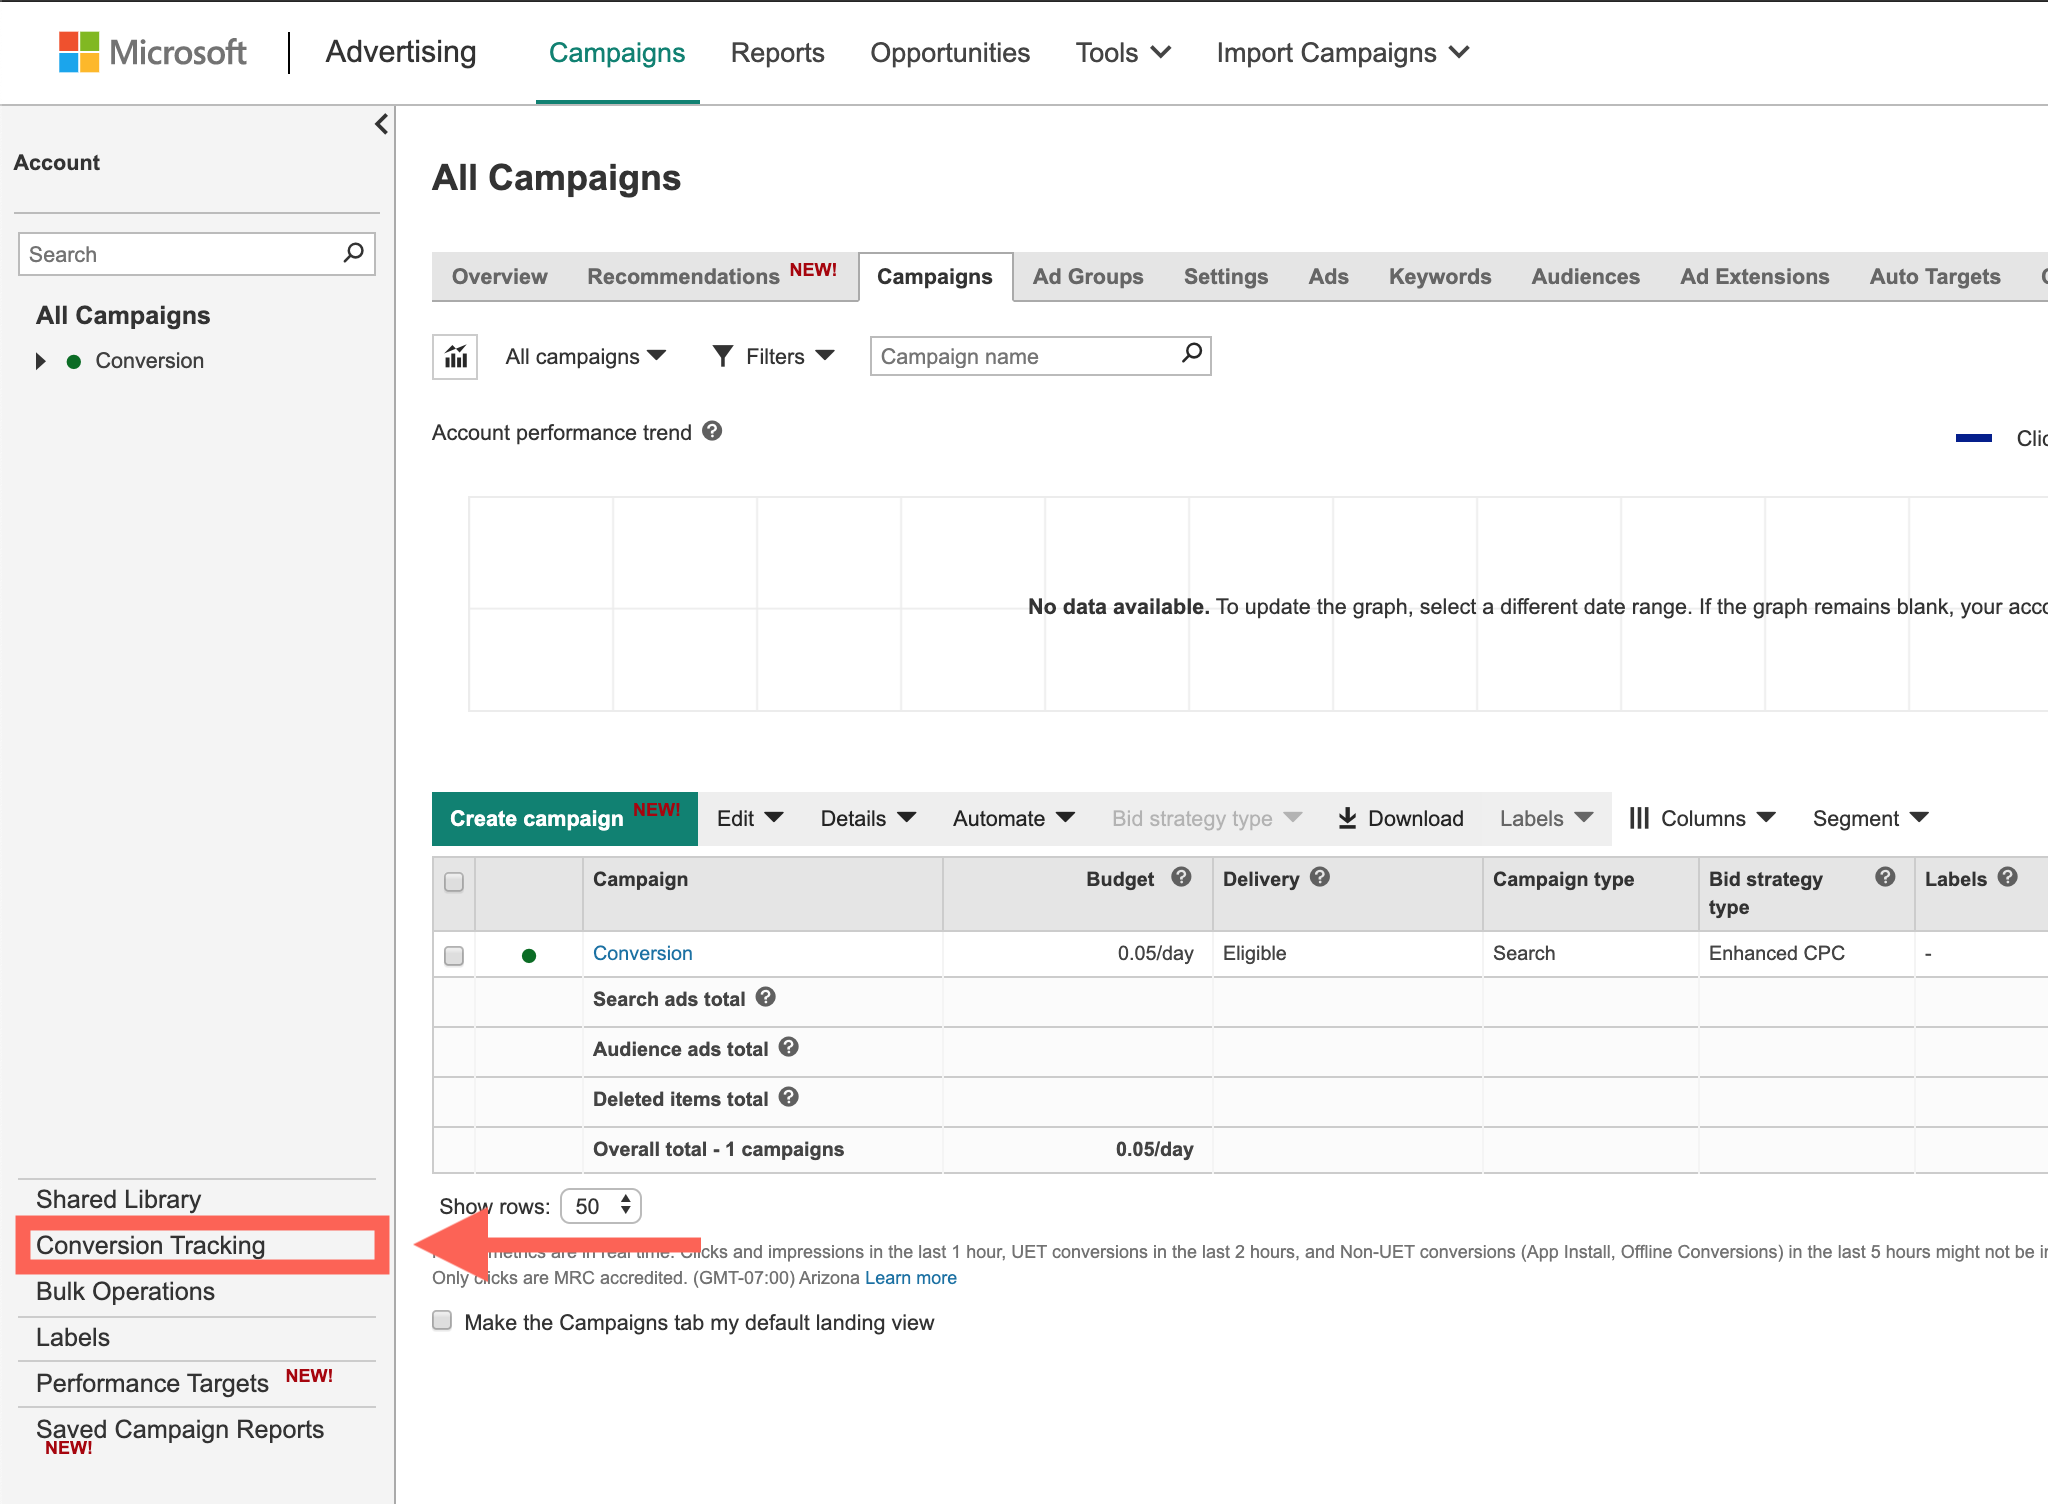 Microsoft | Advertising Campaigns Reports Opportunities Tools Import Campaigns
Account
Search
All Campaigns
Conversion
Shared Library
Conversion Tracking
Bulk Operations
Labels
Performance Targets NEW!
Saved Campaign Reports
NEW!
All Campaigns
Overview Recommendations NEW! Campaigns Ad Groups Settings Ads Keywords Audiences Ad Extensions Auto Targets
All campaigns Filters Campaign name
Account performance trend
Clic
No data available. To update the graph, select a different date range. If the graph remains blank, your acco
Create campaign NEW! Edit Details Automate Bid strategy type Download Labels Columns Segment
Campaign Budget Delivery Campaign type Bid strategy type Labels
Conversion 0.05/day Eligible Search Enhanced CPC -
Search ads total
Audience ads total
Deleted items total
Overall total - 1 campaigns 0.05/day
Show rows: 50
metrics are in real time. Clicks and impressions in the last 1 hour, UET conversions in the last 2 hours, and Non-UET conversions (App Install, Offline Conversions) in the last 5 hours might not be i
Only clicks are MRC accredited. (GMT-07:00) Arizona Learn more
Make the Campaigns tab my default landing view